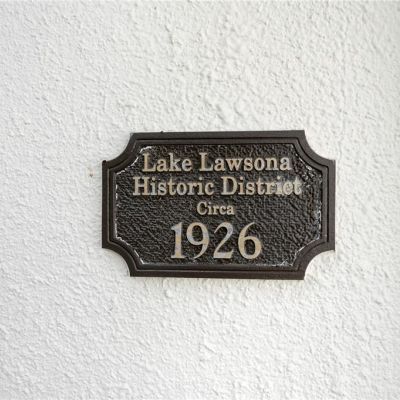 Lake Lawsona
Historic District
Circa
1926